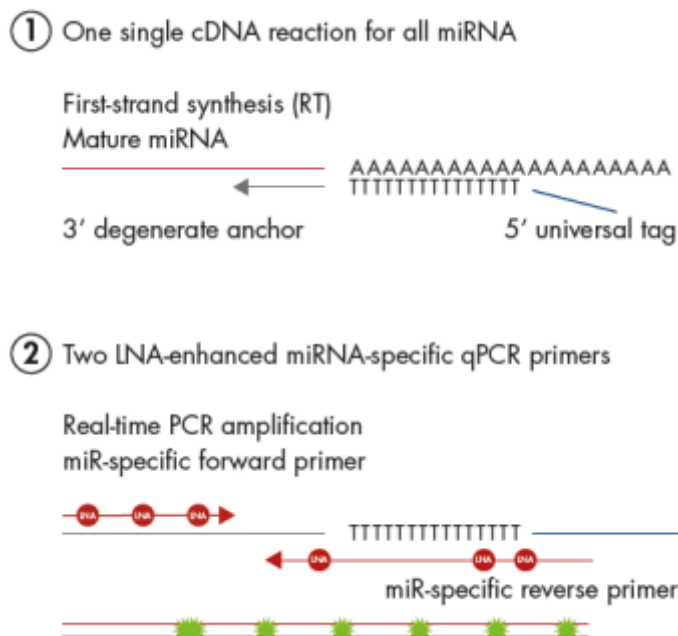 1 One single cDNA reaction for all miRNA
First-strand synthesis (RT)
Mature miRNA
AAAAAAAAAAAAAAAAAAAA
TTTTTTTTTTTTTTT
3’ degenerate anchor 5’ universal tag
2 Two LNA-enhanced miRNA-specific qPCR primers
Real-time PCR amplification
miR-specific forward primer
LNA LNA LNA
TTTTTTTTTTTTTTT
LNA LNA LNA
miR-specific reverse primer